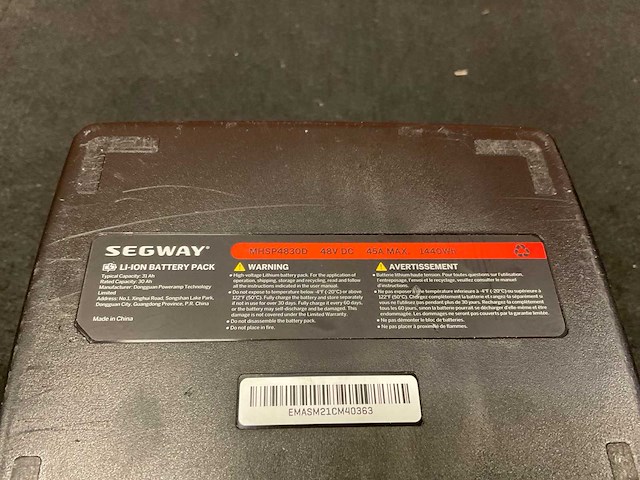 SEGWAY
LI-ION BATTERY PACK
Typical Capacity: 31 Ah
Rated Capacity: 30 Ah
Manufacturer: Dongguan Poweramp Technology
Limited
Address: No.1, Xinghui Road, Songshan Lake Park,
Dongguan City, Guangdong Province, P.R. China
Made in China
MHSP4830D 48V DC 45A MAX. 1440Wh
WARNING
• High-voltage Lithium battery pack. For the application of
operation, shipping, storage and recycling, read and follow
all the instructions indicated in the user manual.
• Do not expose to temperature below -4°F (-20°C) or above
122°F (50°C). Fully charge the battery and store separately
if not in use for over 30 days. Fully charge it every 60 days,
or the battery may self-discharge and be damaged. This
damage is not covered under the Limited Warranty.
• Do not disassemble the battery pack.
• Do not place in fire.
AVERTISSEMENT
• Batterie lithium haute tension. Pour toutes questions sur l'utilisation,
l'entreposage, l'envoi et le recyclage, veuillez consulter le manuel
d'instructions.
• Ne pas exposer à une température inférieure à -4°F (-20°C) ou supérieure à
122°F (50°C). Chargez complètement la batterie et rangez-la séparément si
vous ne l'utilisez pas pendant plus de 30 jours. Rechargez-la complètement
tous les 60 jours, sinon la batterie pourrait se décharger d'elle même et être
endommagée. Les dommages ne seront pas couverts par la garantie limitée.
• Ne pas démonter le bloc de batteries.
• Ne pas placer à proximité de flammes.
EMASM21CM40363